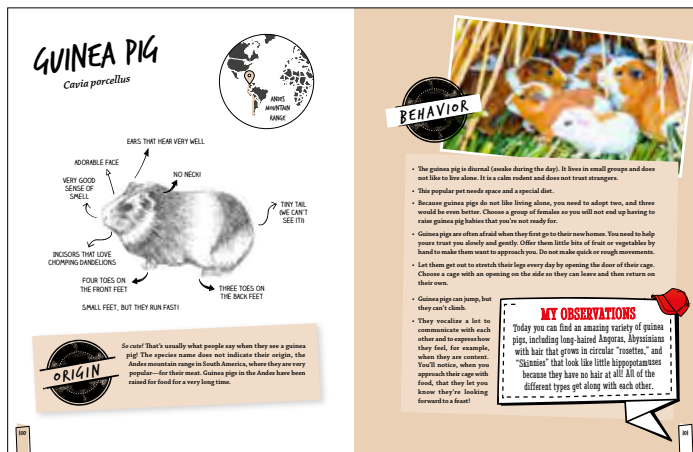 GUINEA PIG
Cavia porcellus
ANDES
MOUNTAIN
RANGE
EARS THAT HEAR VERY WELL
ADORABLE FACE
NO NECK!
VERY GOOD
SENSE OF
SMELL
TINY TAIL
(WE CAN'T
SEE IT!)
INCISORS THAT LOVE
CHOMPING DANDELIONS
FOUR TOES ON
THE FRONT FEET
THREE TOES ON
THE BACK FEET
SMALL FEET, BUT THEY RUN FAST!
ORIGIN
So cute! That's usually what people say when they see a guinea
pig! The species name does not indicate their origin, the
Andes mountain range in South America, where they are very
popular—for their meat. Guinea pigs in the Andes have been
raised for food for a very long time.
100
BEHAVIOR
• The guinea pig is diurnal (awake during the day). It lives in small groups and does
not like to live alone. It is a calm rodent and does not trust strangers.
• This popular pet needs space and a special diet.
• Because guinea pigs do not like living alone, you need to adopt two, and three
would be even better. Choose a group of females so you will not end up having to
raise guinea pig babies that you're not ready for.
• Guinea pigs are often afraid when they first go to their new homes. You need to help
yours trust you slowly and gently. Offer them little bits of fruit or vegetables by
hand to make them want to approach you. Do not make quick or rough movements.
• Let them get out to stretch their legs every day by opening the door of their cage.
Choose a cage with an opening on the side so they can leave and then return on
their own.
• Guinea pigs can jump, but
they can't climb.
• They vocalize a lot to
communicate with each
other and to express how
they feel, for example,
when they are content.
You'll notice, when you
approach their cage with
food, that they let you
know they're looking
forward to a feast!
MY OBSERVATIONS
Today you can find an amazing variety of guinea
pigs, including long-haired Angoras, Abyssinians
with hair that grows in circular "rosettes," and
"Skinnies" that look like little hippopotamuses
because they have no hair at all! All of the
different types get along with each other.
101